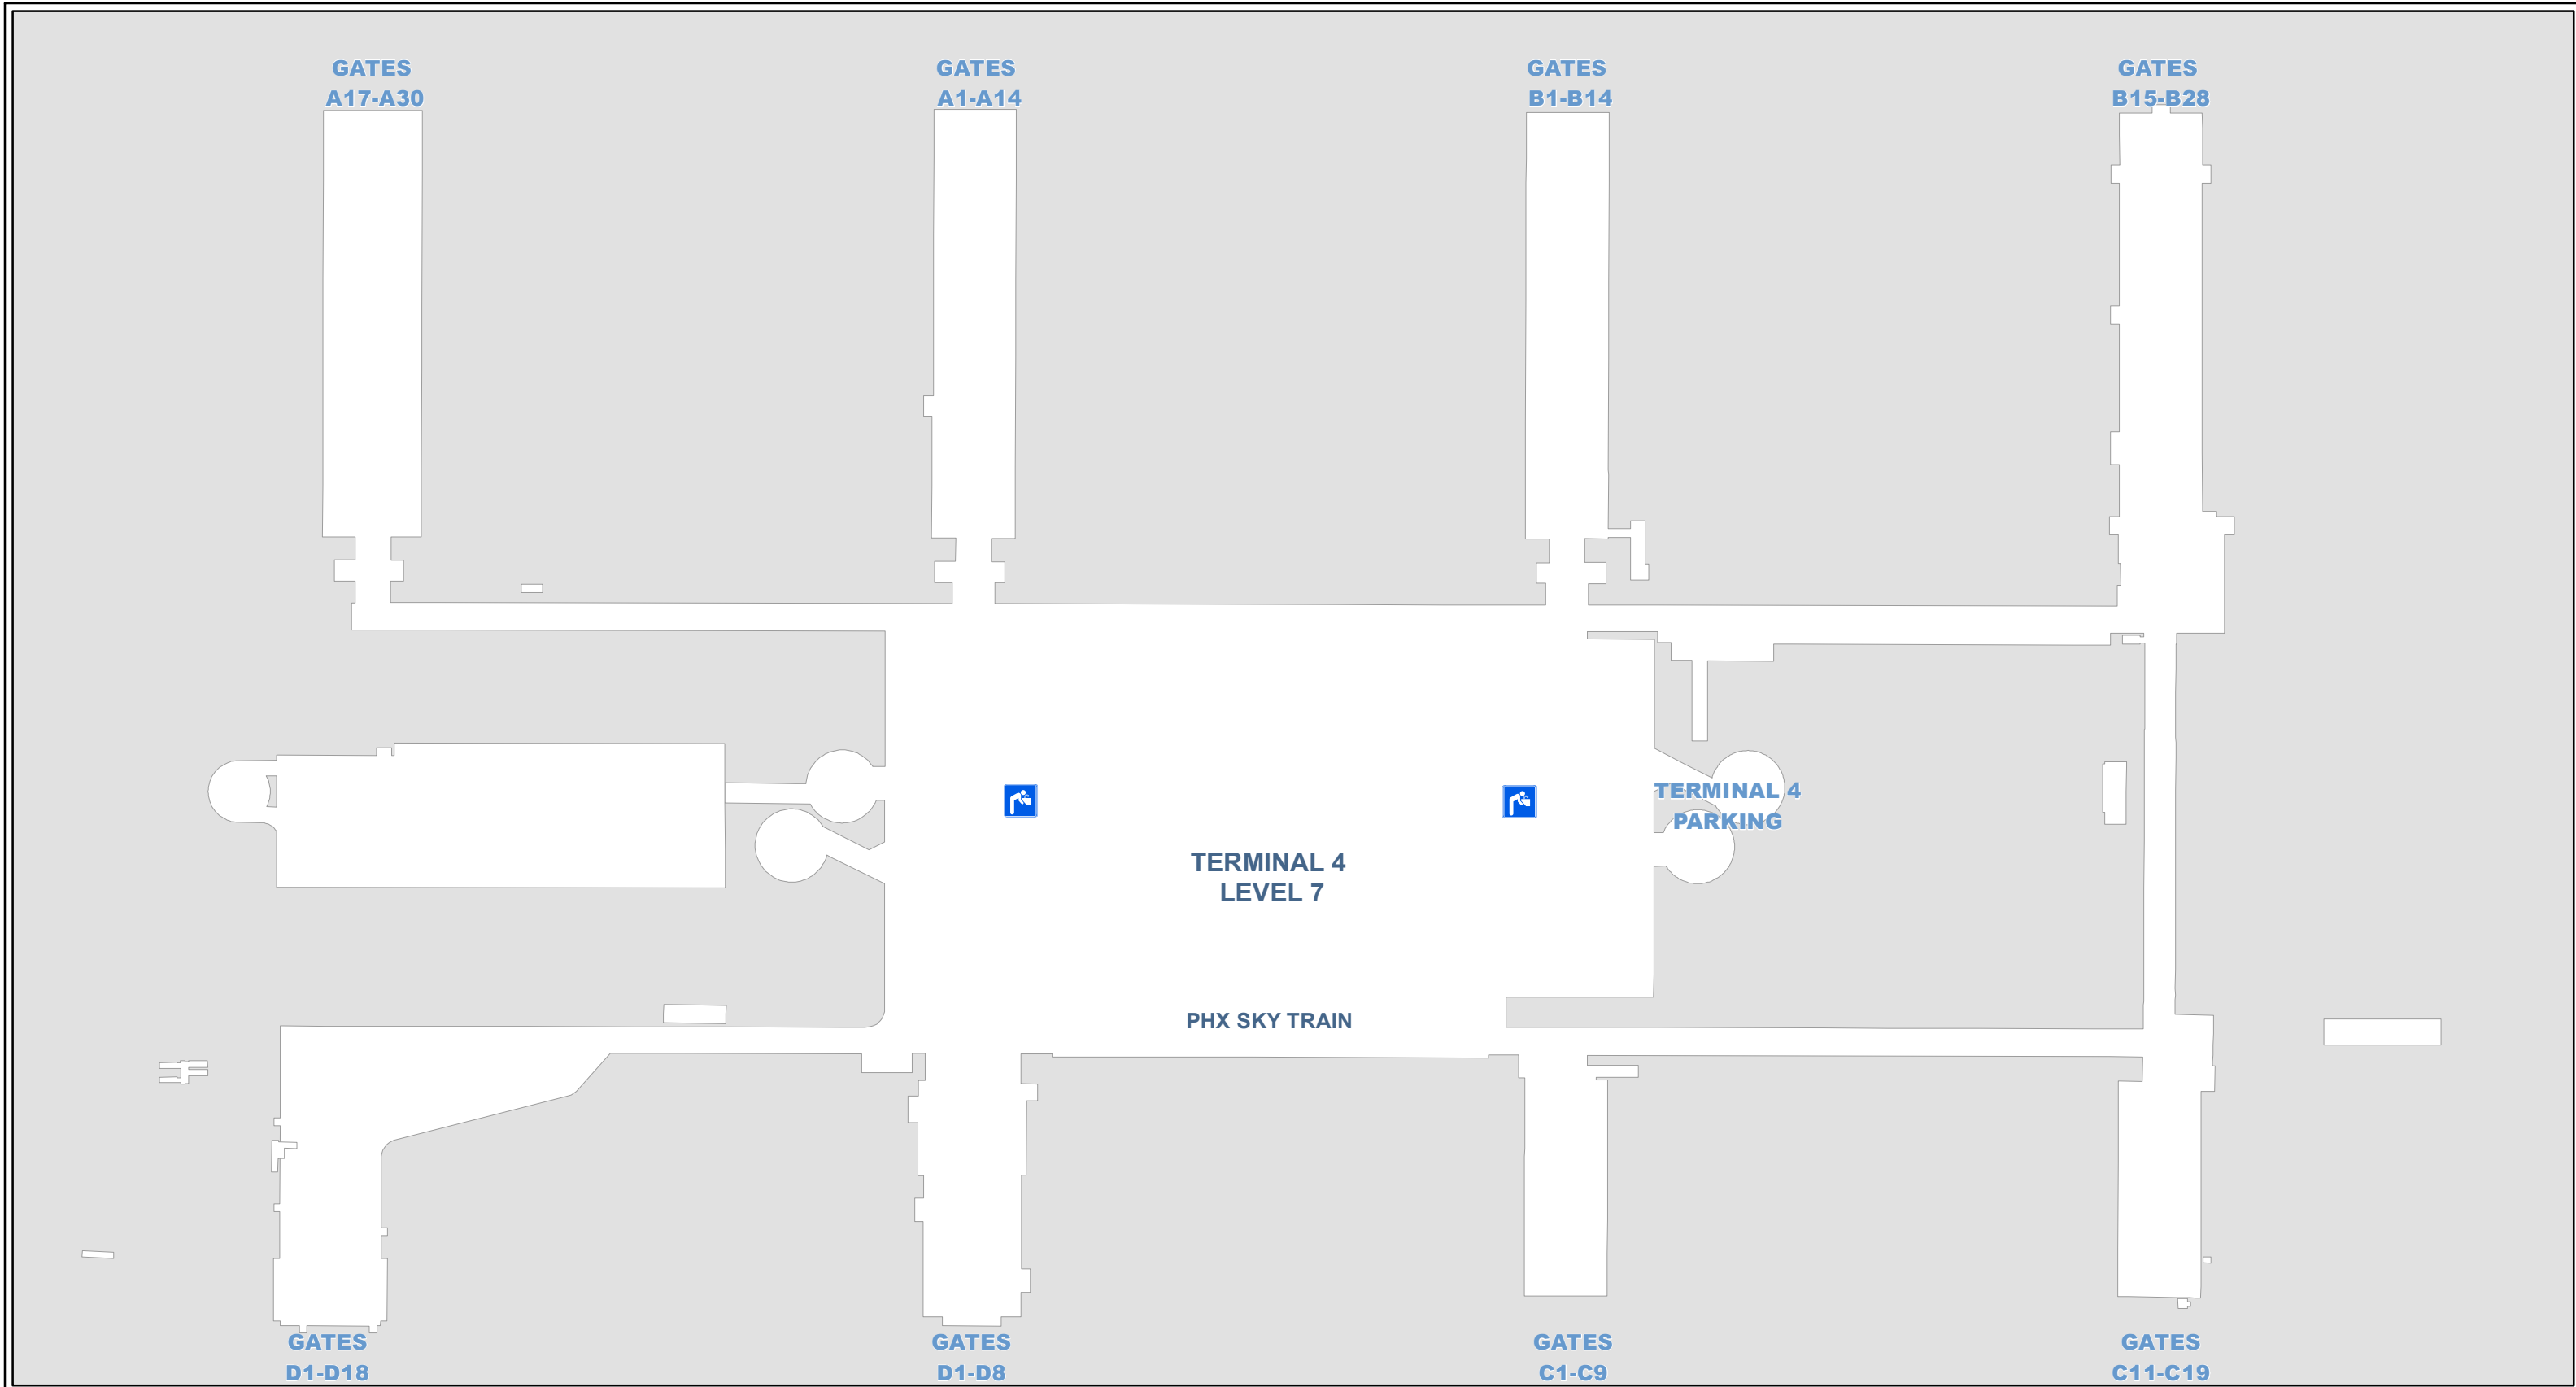 GATES
A17-A30
GATES
A1-A14
GATES
B1-B14
GATES
B15-B28
TERMINAL 4
PARKING
TERMINAL 4
LEVEL 7
PHX SKY TRAIN
GATES
D1-D18
GATES
D1-D8
GATES
C1-C9
GATES
C11-C19